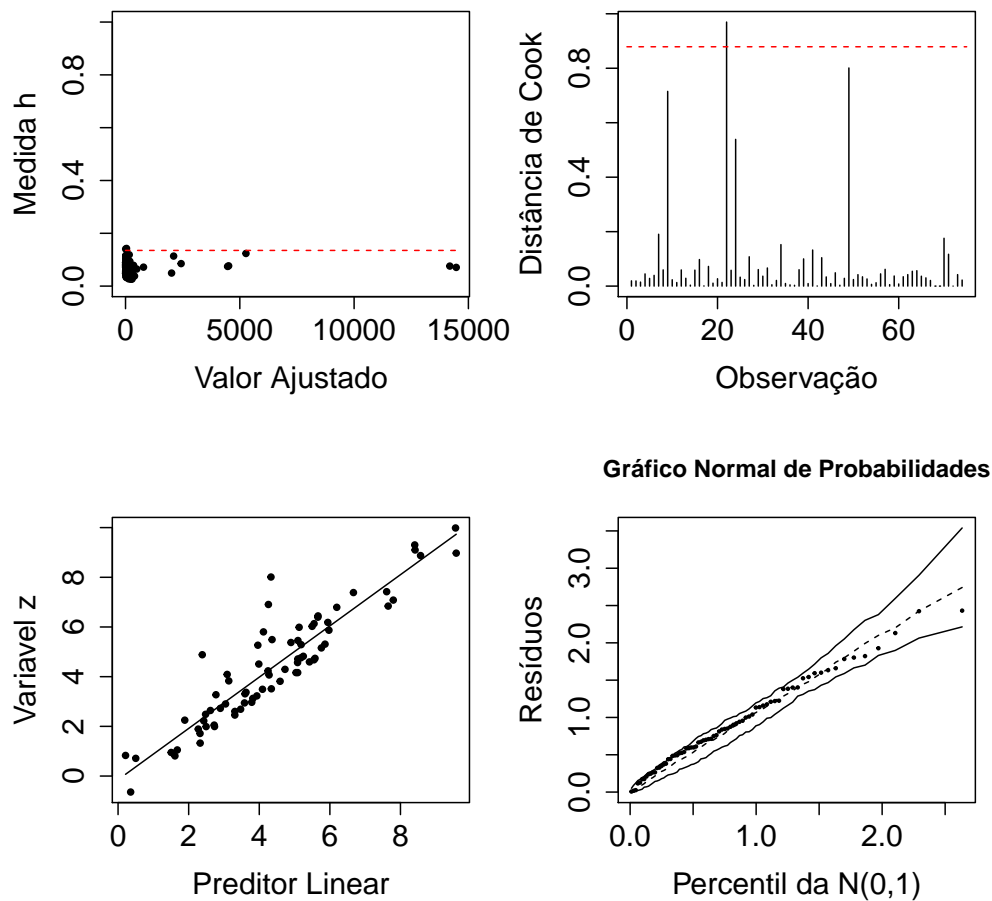 Medida h
0.0 0.4 0.8
0 5000 10000 15000
Valor Ajustado
Distância de Cook
0.0 0.4 0.8
0 20 40 60
Observação
Variavel z
0 2 4 6 8
0 2 4 6 8
Preditor Linear
Gráfico Normal de Probabilidades
Resíduos
0.0 1.0 2.0 3.0
0.0 1.0 2.0
Percentil da N(0,1)